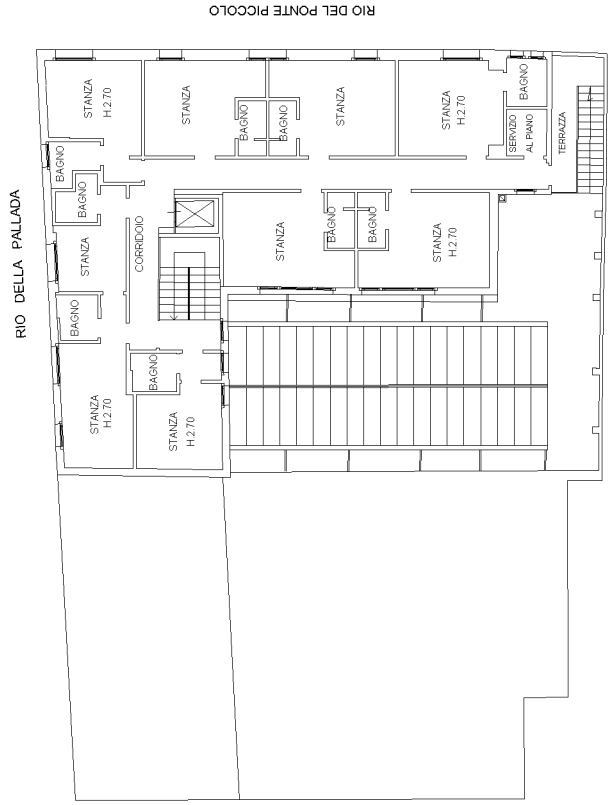 RIO DEL PONTE PICCOLO
RIO DELLA PALLADA
STANZA
H.2.70
STANZA
BAGNO
BAGNO
STANZA
STANZA
H.2.70
BAGNO
SERVIZIO
AL PIANO
TERRAZZA
BAGNO
BAGNO
STANZA
CORRIDOIO
STANZA
BAGNO
BAGNO
STANZA
H.2.70
BAGNO
STANZA
H.2.70
BAGNO
STANZA
H.2.70